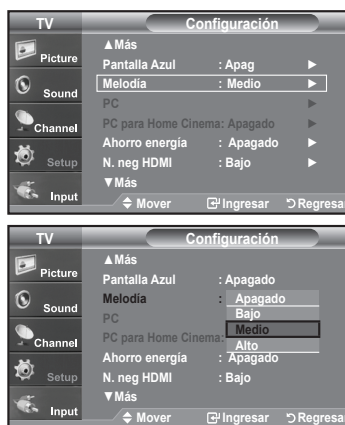 TV Configuración
▲Más
Picture
Pantalla Azul : Apag ►
Melodía : Medio ►
Sound
PC ►
Channel
PC para Home Cinema: Apagado ►
Ahorro energía : Apagado ►
Setup
N. neg HDMI : Bajo ►
▼Más
Input
Mover Ingresar Regresar
TV Configuración
▲Más
Picture
Pantalla Azul : Apagado
Melodía : Apagado
Sound
Bajo
PC
Medio
Channel
PC para Home Cinema: Alto
Ahorro energía : Apagado
Setup
N. neg HDMI : Bajo
▼Más
Input
Mover Ingresar Regresar